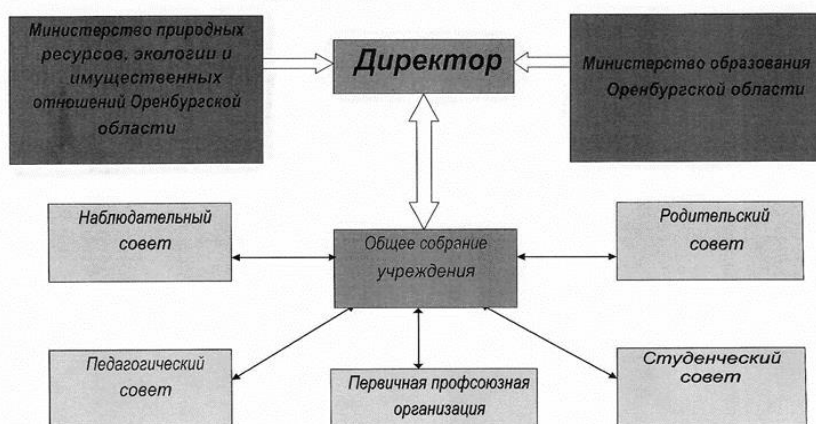 Министерство природных
ресурсов, экологии и
имущественных
отношений Оренбургской
области
Директор
Министерство образования
Оренбургской области
Наблюдательный
совет
Общее собрание
учреждения
Родительский
совет
Педагогический
совет
Первичная профсоюзная
организация
Студенческий
совет